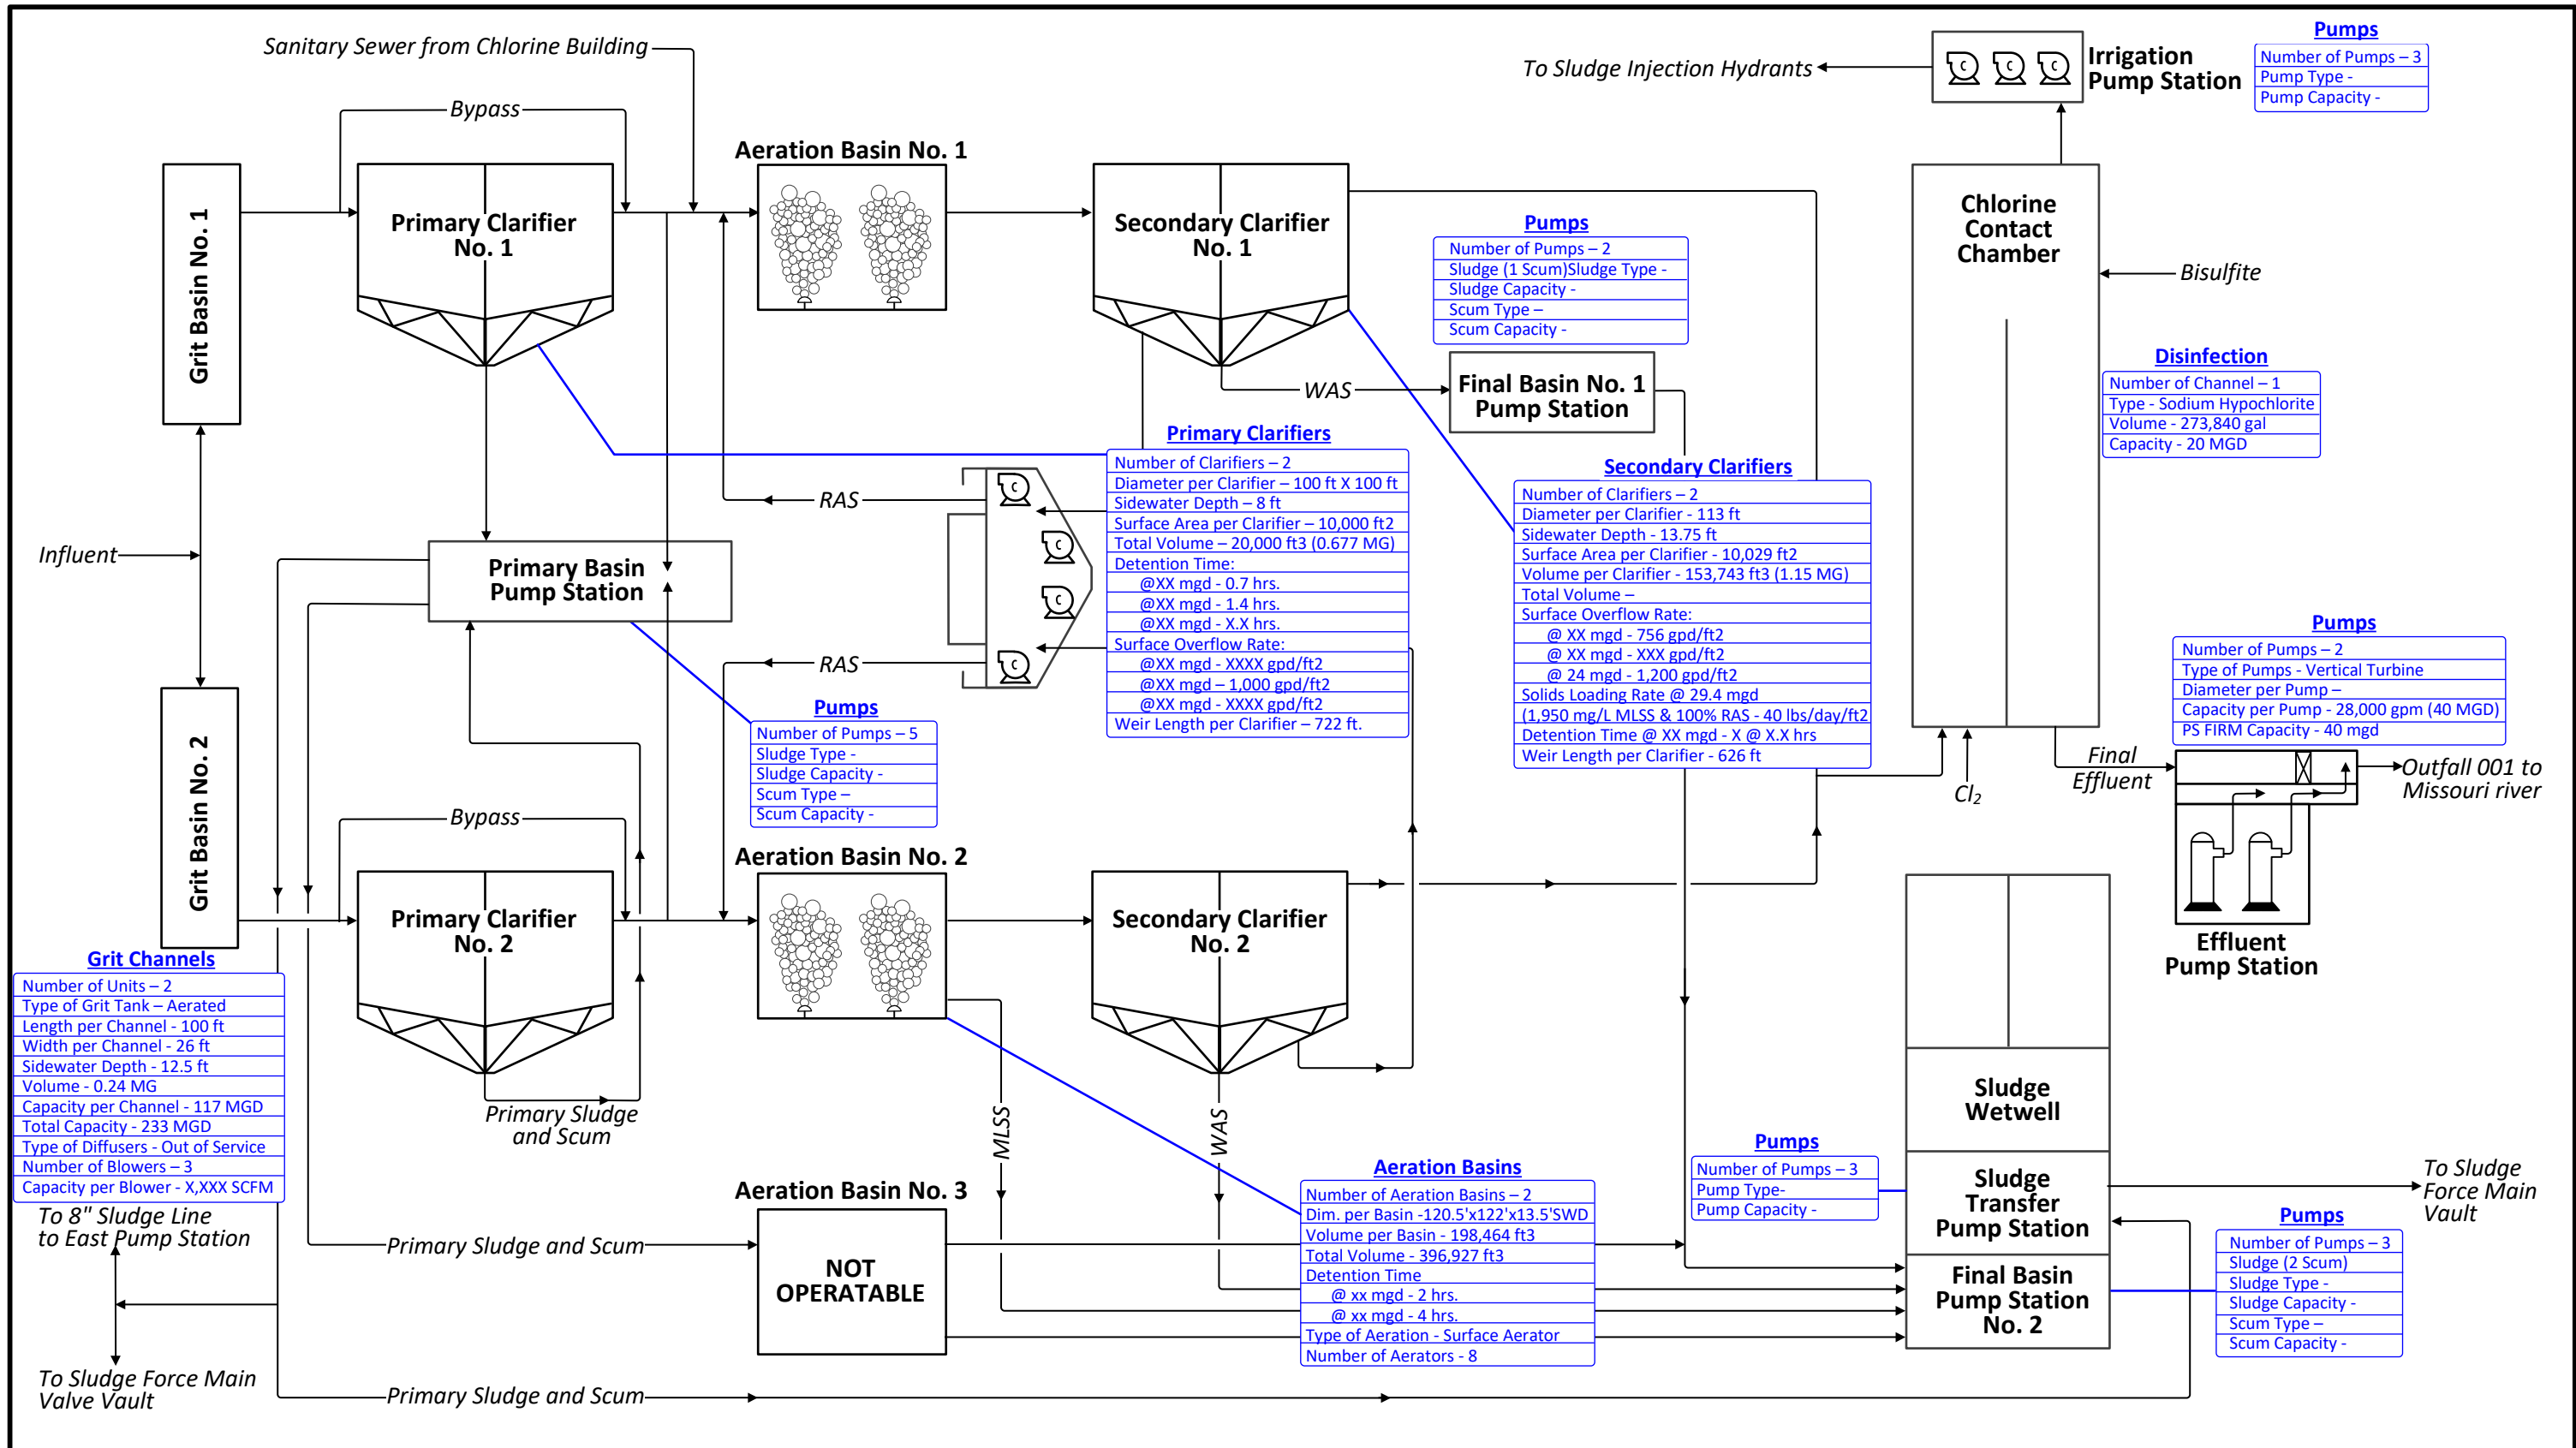 Sanitary Sewer from Chlorine Building
Bypass
Grit Basin No. 1
Primary Clarifier
No. 1
Aeration Basin No. 1
Secondary Clarifier
No. 1
To Sludge Injection Hydrants
C
C
C
Irrigation
Pump Station
Pumps
Number of Pumps – 3
Pump Type -
Pump Capacity -
Chlorine
Contact
Chamber
Bisulfite
Disinfection
Number of Channel – 1
Type - Sodium Hypochlorite
Volume - 273,840 gal
Capacity - 20 MGD
Pumps
Number of Pumps – 2
Sludge (1 Scum)Sludge Type -
Sludge Capacity -
Scum Type –
Scum Capacity -
WAS
Final Basin No. 1
Pump Station
Primary Clarifiers
Number of Clarifiers – 2
Diameter per Clarifier – 100 ft X 100 ft
Sidewater Depth – 8 ft
Surface Area per Clarifier – 10,000 ft2
Total Volume – 20,000 ft3 (0.677 MG)
Detention Time:
@XX mgd - 0.7 hrs.
@XX mgd - 1.4 hrs.
@XX mgd - X.X hrs.
Surface Overflow Rate:
@XX mgd - XXXX gpd/ft2
@XX mgd – 1,000 gpd/ft2
@XX mgd - XXXX gpd/ft2
Weir Length per Clarifier – 722 ft.
Secondary Clarifiers
Number of Clarifiers – 2
Diameter per Clarifier - 113 ft
Sidewater Depth - 13.75 ft
Surface Area per Clarifier - 10,029 ft2
Volume per Clarifier - 153,743 ft3 (1.15 MG)
Total Volume –
Surface Overflow Rate:
@ XX mgd - 756 gpd/ft2
@ XX mgd - XXX gpd/ft2
@ 24 mgd - 1,200 gpd/ft2
Solids Loading Rate @ 29.4 mgd
(1,950 mg/L MLSS & 100% RAS - 40 lbs/day/ft2
Detention Time @ XX mgd - X @ X.X hrs
Weir Length per Clarifier - 626 ft
RAS
C
C
C
C
RAS
Influent
Primary Basin
Pump Station
Pumps
Number of Pumps – 5
Sludge Type -
Sludge Capacity -
Scum Type –
Scum Capacity -
Pumps
Number of Pumps – 2
Type of Pumps - Vertical Turbine
Diameter per Pump –
Capacity per Pump - 28,000 gpm (40 MGD)
PS FIRM Capacity - 40 mgd
Cl2
Final
Effluent
Outfall 001 to
Missouri river
Effluent
Pump Station
Grit Basin No. 2
Bypass
Primary Clarifier
No. 2
Aeration Basin No. 2
Secondary Clarifier
No. 2
Grit Channels
Number of Units – 2
Type of Grit Tank – Aerated
Length per Channel - 100 ft
Width per Channel - 26 ft
Sidewater Depth - 12.5 ft
Volume - 0.24 MG
Capacity per Channel - 117 MGD
Total Capacity - 233 MGD
Type of Diffusers - Out of Service
Number of Blowers – 3
Capacity per Blower - X,XXX SCFM
Primary Sludge
and Scum
MLSS
WAS
To 8" Sludge Line
to East Pump Station
To Sludge Force Main
Valve Vault
Primary Sludge and Scum
Aeration Basin No. 3
NOT
OPERATABLE
Primary Sludge and Scum
Aeration Basins
Number of Aeration Basins – 2
Dim. per Basin -120.5'x122'x13.5'SWD
Volume per Basin - 198,464 ft3
Total Volume - 396,927 ft3
Detention Time
@ xx mgd - 2 hrs.
@ xx mgd - 4 hrs.
Type of Aeration - Surface Aerator
Number of Aerators - 8
Pumps
Number of Pumps – 3
Pump Type-
Pump Capacity -
Sludge
Wetwell
Sludge
Transfer
Pump Station
Final Basin
Pump Station
No. 2
To Sludge
Force Main
Vault
Pumps
Number of Pumps – 3
Sludge (2 Scum)
Sludge Type -
Sludge Capacity -
Scum Type –
Scum Capacity -